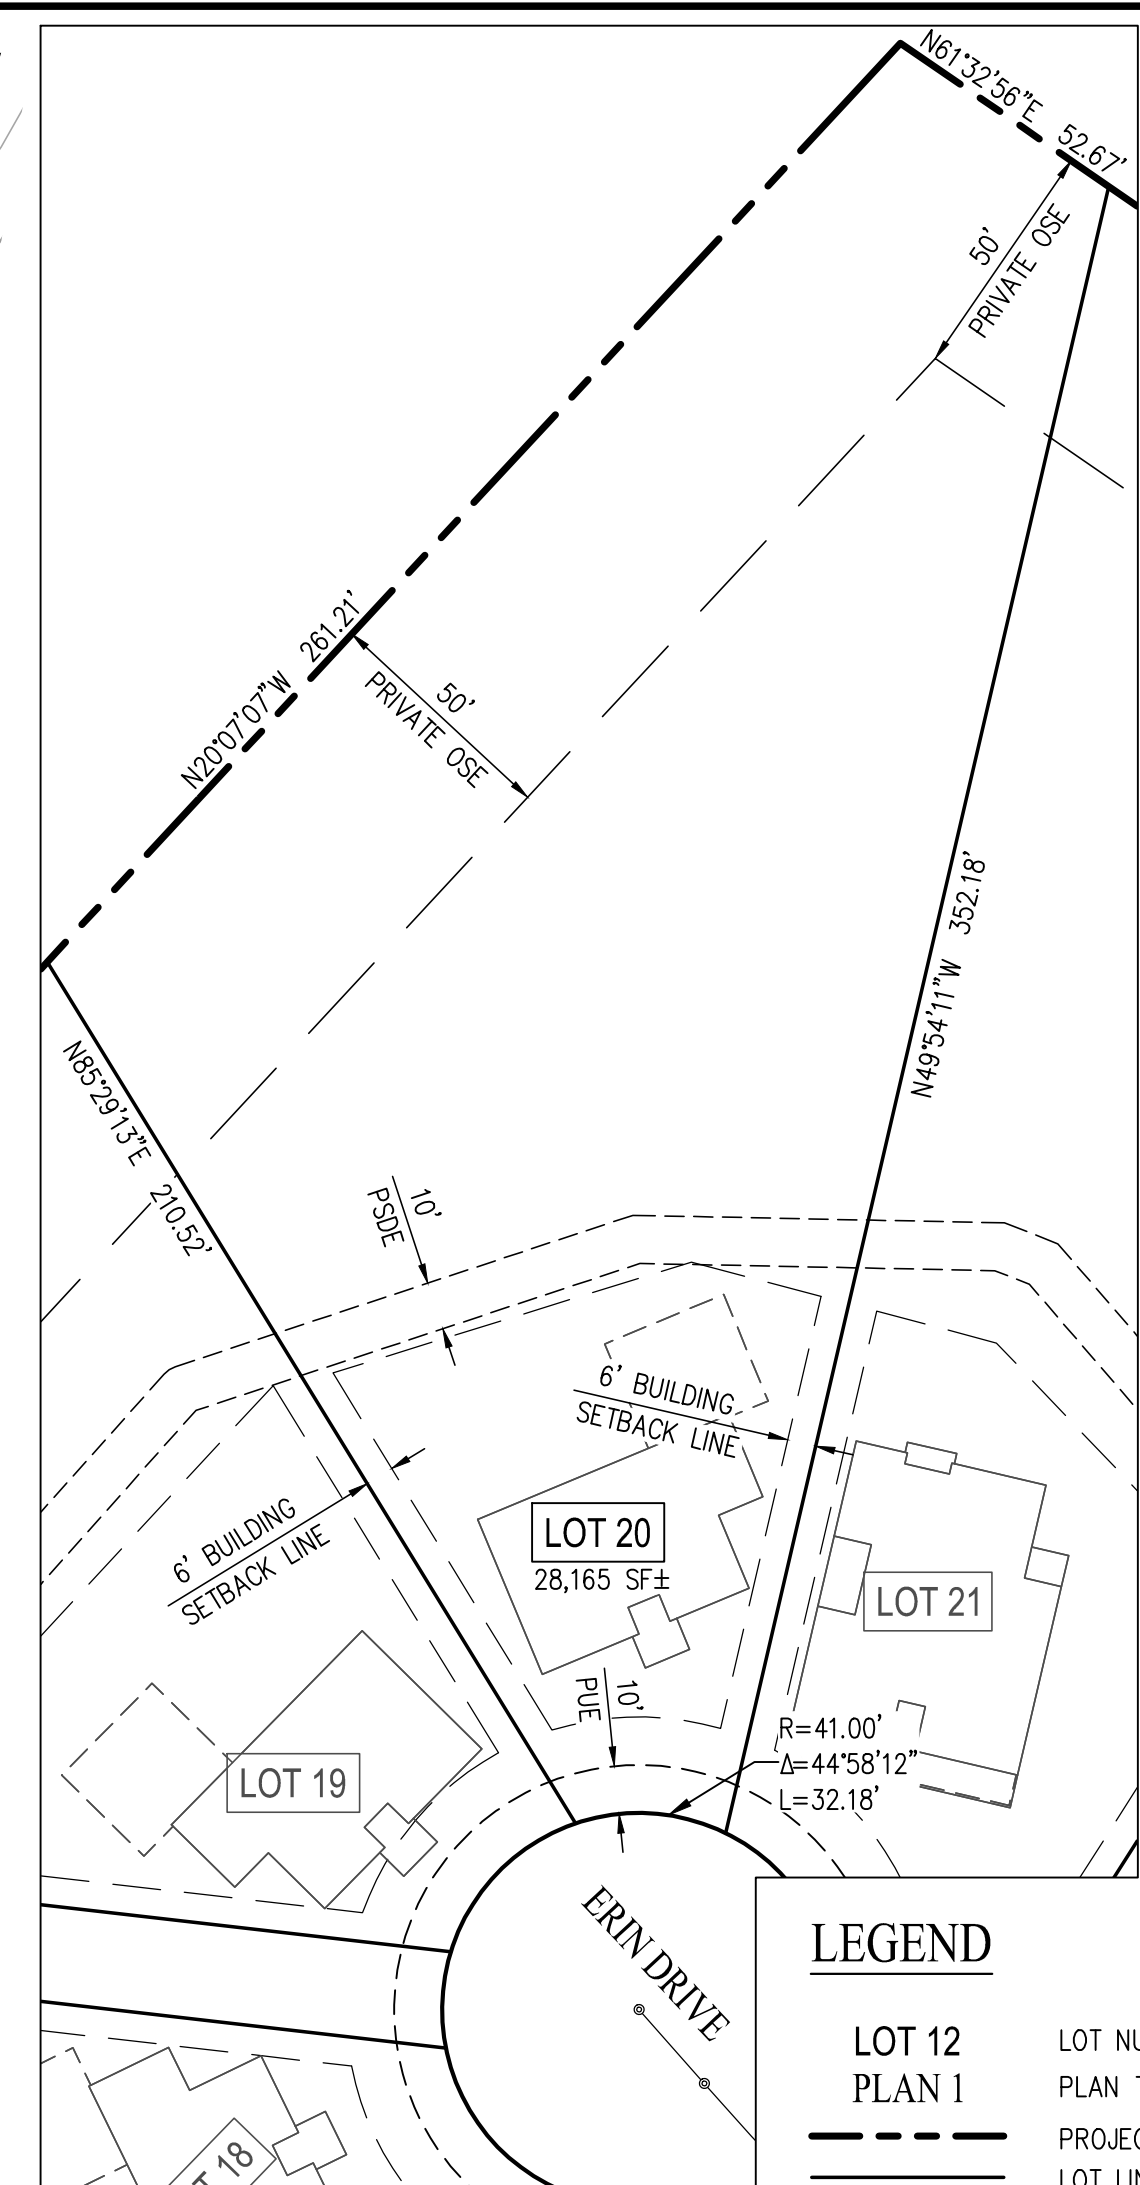 N61°32'56"E 52.67'
50'
PRIVATE OSE
N20°07'07"W 261.21'
50'
PRIVATE OSE
N49°54'11"W 352.18'
N85°29'13"E 210.52'
10'
PSDE
6' BUILDING
SETBACK LINE
6' BUILDING
SETBACK LINE
LOT 20
28,165 SF±
LOT 21
10'
PUE
R=41.00'
Δ=44°58'12"
L=32.18'
LOT 19
ERIN DRIVE
LEGEND
LOT 12 LOT
PLAN 1 PLAN
18